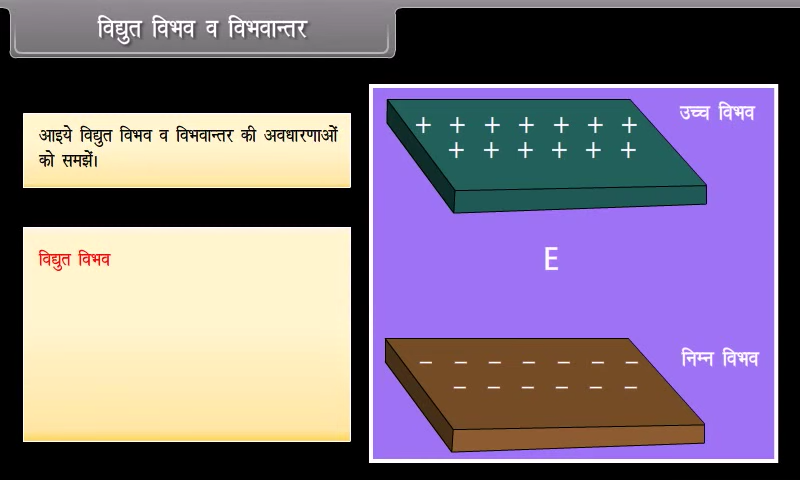 विद्युत विभव व विभवान्तर
आइये विद्युत विभव व विभवान्तर की अवधारणाओं
को समझें।
विद्युत विभव
उच्च विभव
+ + + + + + +
+ + + + + +
E
निम्न विभव
− − − − − − −
− − − − − −